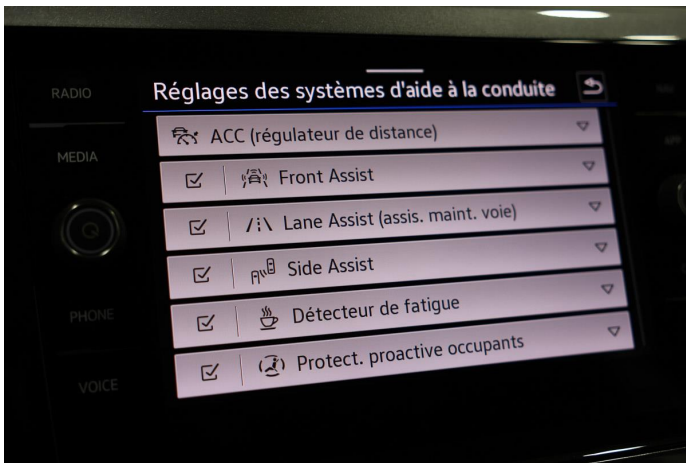 RADIO
Réglages des systèmes d'aide à la conduite
ACC (régulateur de distance)
MEDIA
Front Assist
Lane Assist (assis. maint. voie)
Side Assist
PHONE
Détecteur de fatigue
Protect. proactive occupants
VOICE